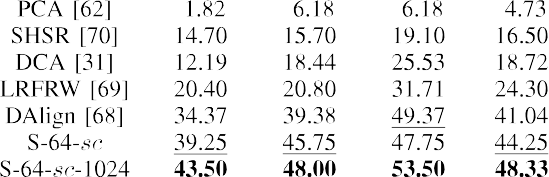 PCA [62] 1.82 6.18 6.18 4.73
SHSR [70] 14.70 15.70 19.10 16.50
DCA [31] 12.19 18.44 25.53 18.72
LRFRW [69] 20.40 20.80 31.71 24.30
DAlign [68] 34.37 39.38 49.37 41.04
S-64-sc 39.25 45.75 47.75 44.25
S-64-sc-1024 43.50 48.00 53.50 48.33